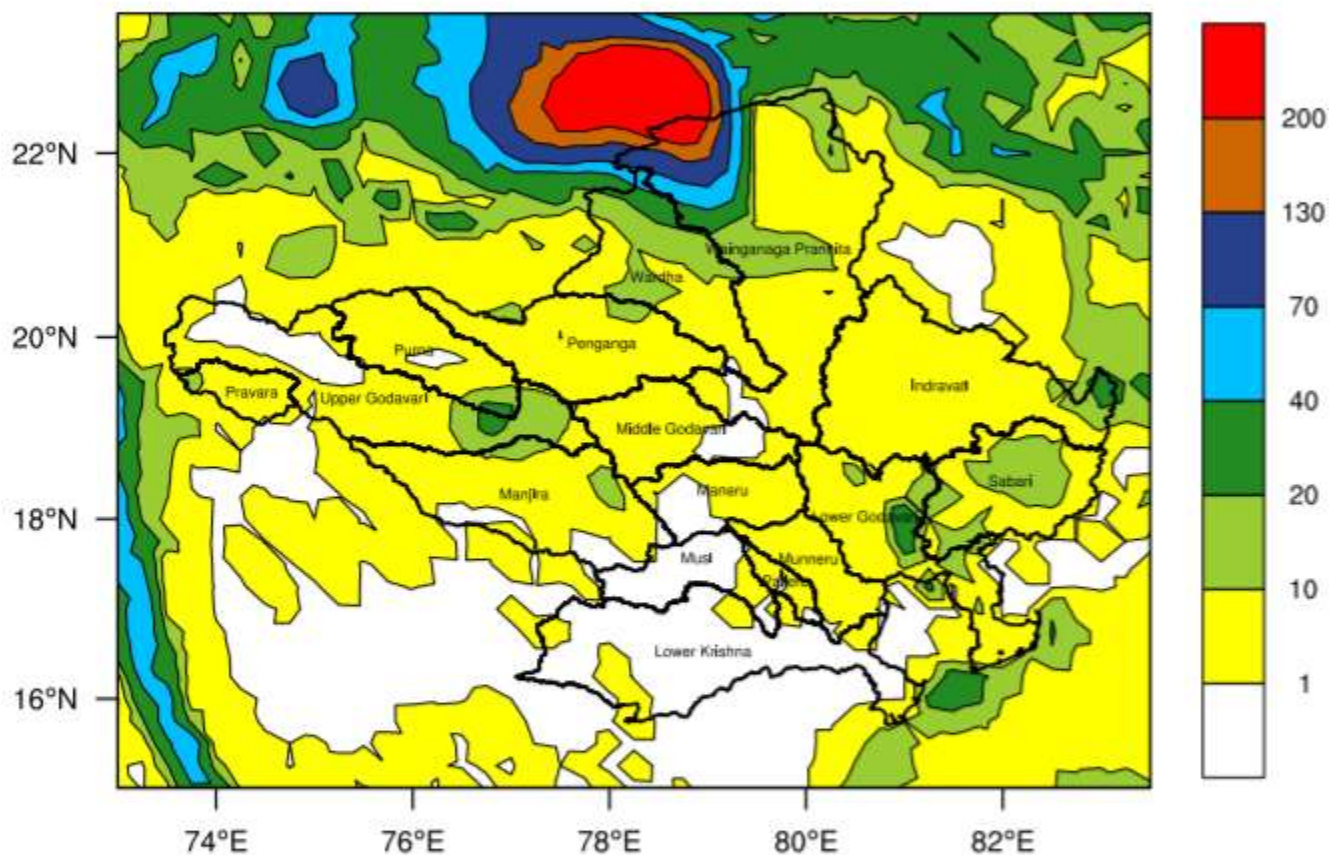 22°N
20°N
18°N
16°N
74°E
76°E
78°E
80°E
82°E
Wainganaga Pranhita
Wardha
Purna
Penganga
Pravara
Upper Godavari
Indravati
Middle Godavari
Manjira
Maneru
Sabari
Lower Godavari
Musi
Munneru
Lower Krishna
200
130
70
40
20
10
1